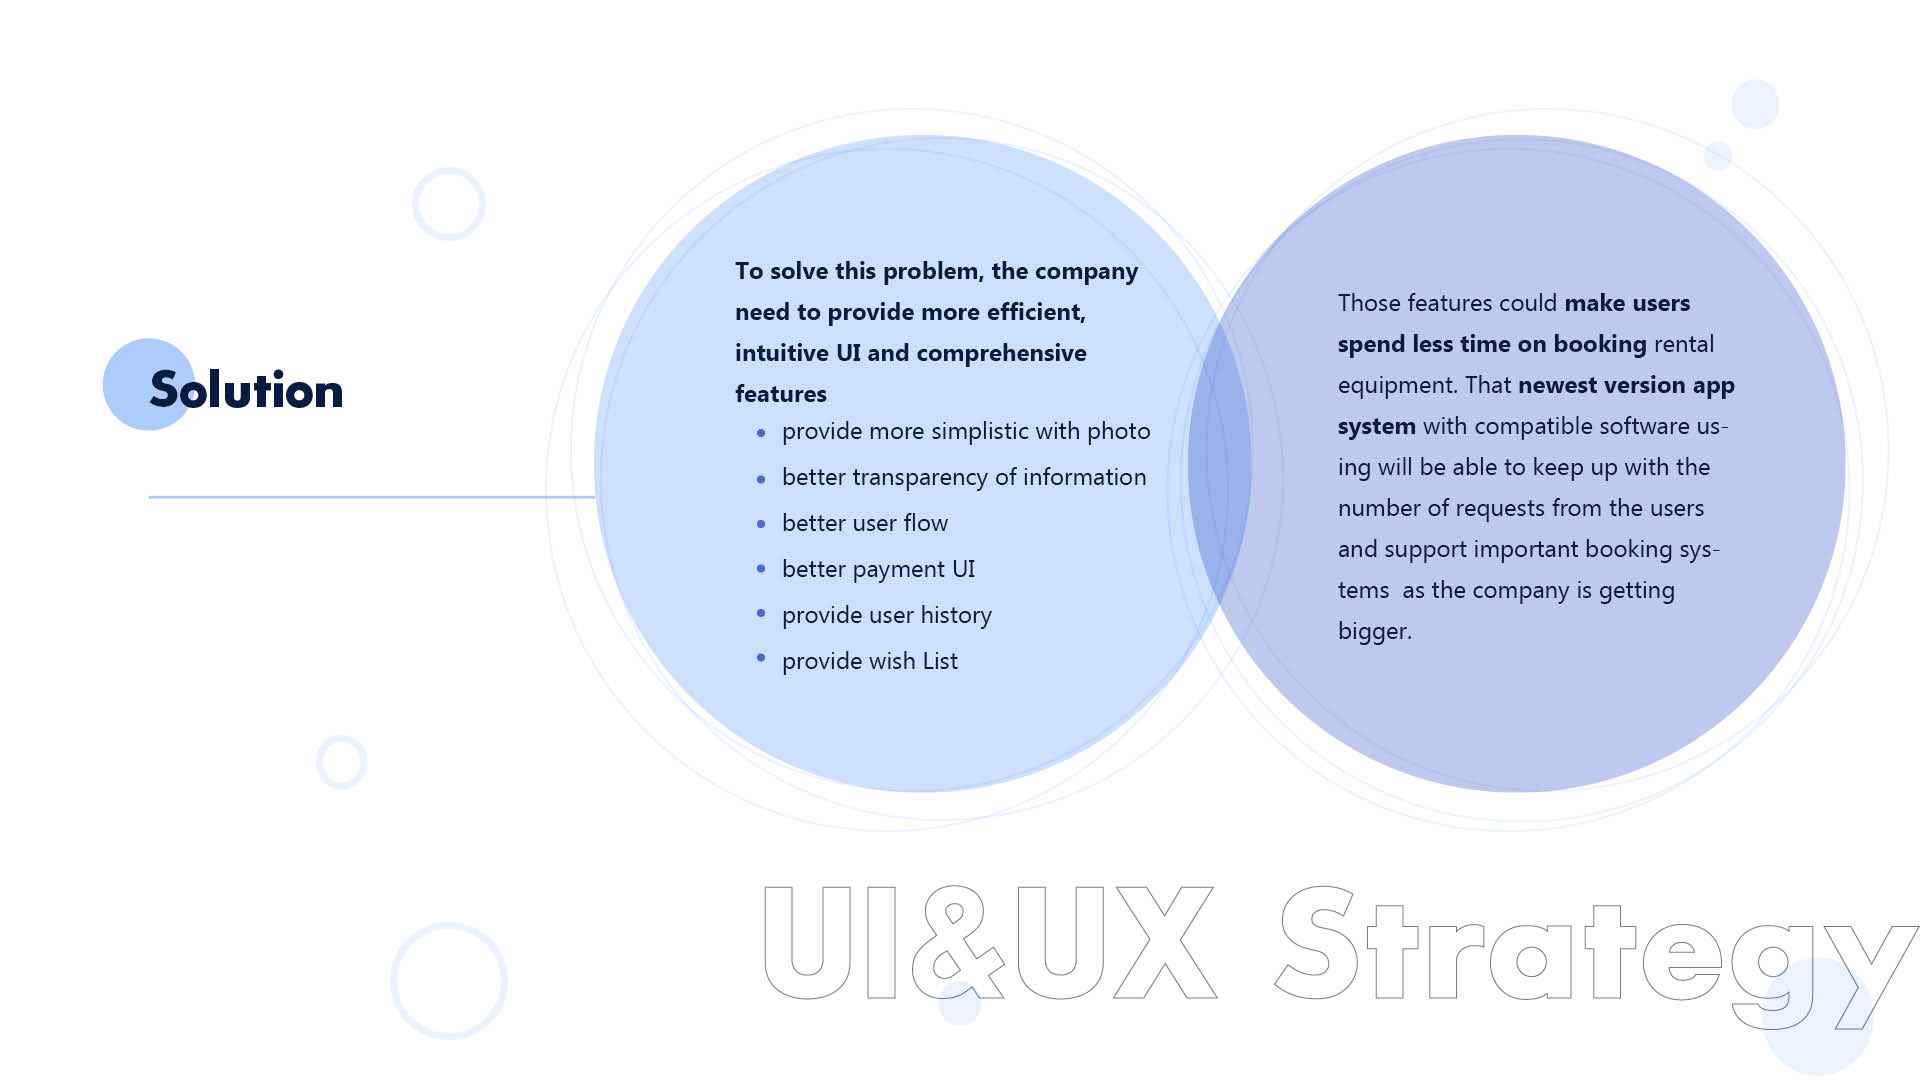 Solution
To solve this problem, the company
need to provide more efficient,
intuitive UI and comprehensive
features
• provide more simplistic with photo
• better transparency of information
• better user flow
• better payment UI
• provide user history
• provide wish List
Those features could make users
spend less time on booking rental
equipment. That newest version app
system with compatible software us-
ing will be able to keep up with the
number of requests from the users
and support important booking sys-
tems  as the company is getting
bigger.
UI&UX Strategy